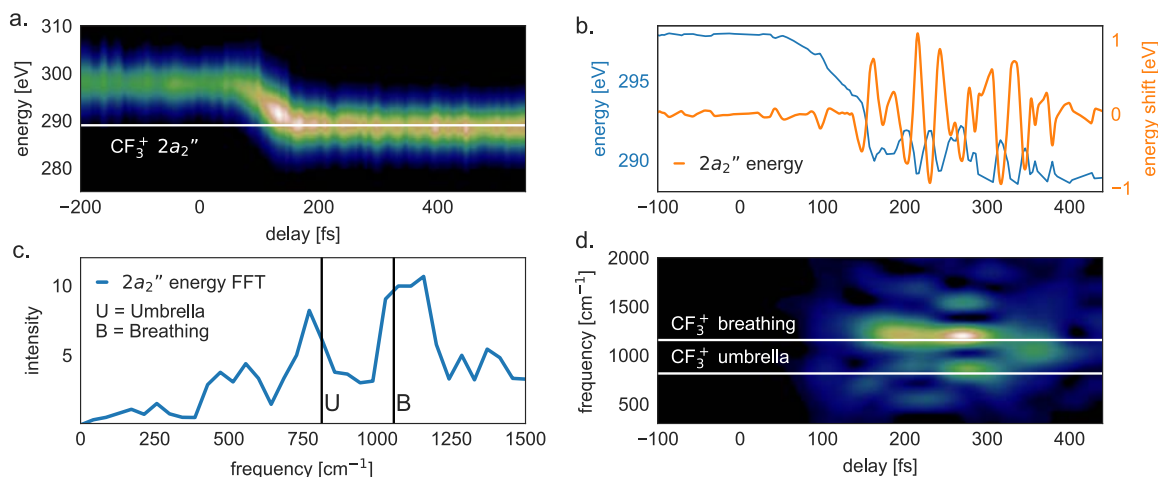 a.
310
300
290
280
energy [eV]
CF₃⁺ 2a₂”
−200
0
200
400
delay [fs]
b.
295
290
energy [eV]
1
0
−1
energy shift [eV]
2a₂” energy
−100
0
100
200
300
400
delay [fs]
c.
10
5
intensity
2a₂” energy FFT
U = Umbrella
B = Breathing
U
B
0
250
500
750
1000
1250
1500
frequency [cm⁻¹]
d.
2000
1500
1000
500
frequency [cm⁻¹]
CF₃⁺ breathing
CF₃⁺ umbrella
−100
0
100
200
300
400
delay [fs]